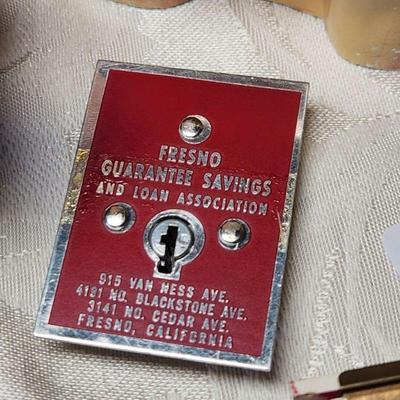 FRESNO
GUARANTEE SAVINGS
AND LOAN ASSOCIATION
915 VAN NESS AVE.
4191 NO. BLACKSTONE AVE.
3141 NO. CEDAR AVE.
FRESNO, CALIFORNIA